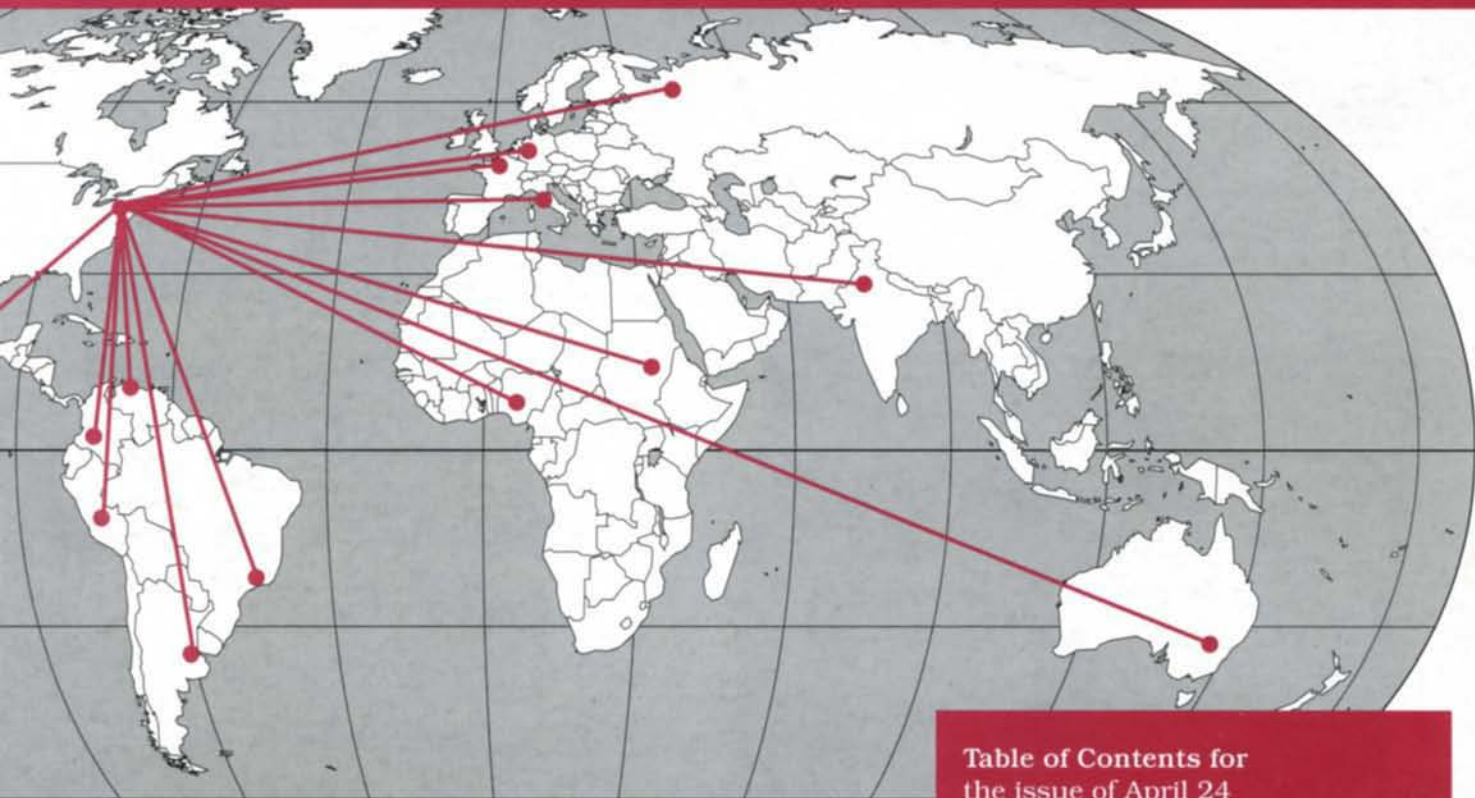 Table of Contents for
the issue of April 24